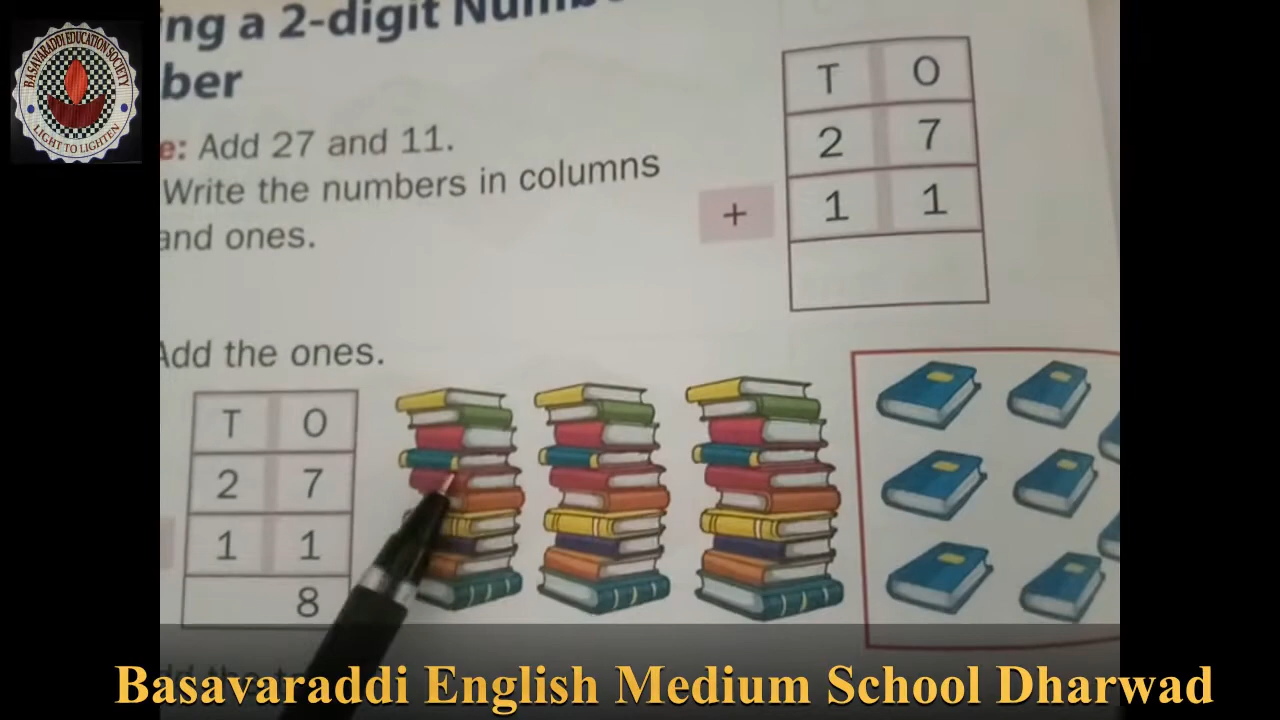 BASAVARADDI EDUCATION SOCIETY
LIGHT TO LIGHTEN
ing a 2-digit
ber
e: Add 27 and 11.
Write the numbers in columns
and ones.
T O
2 7
+ 1 1
Add the ones.
T O
2 7
1 1
8
Basavaraddi English Medium School Dharwad